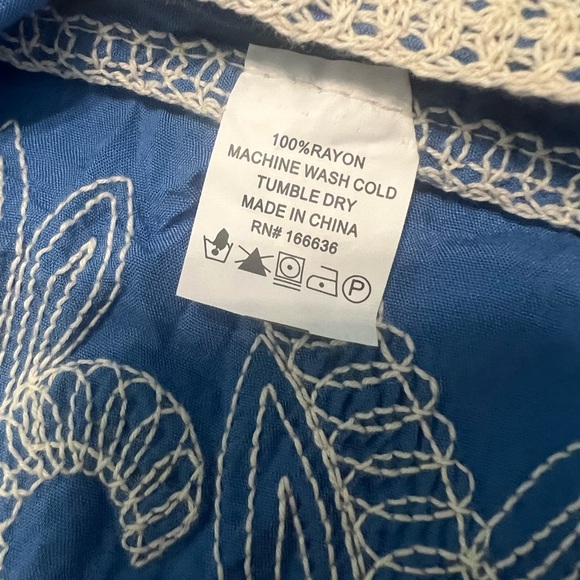 100%RAYON
MACHINE WASH COLD
TUMBLE DRY
MADE IN CHINA
RN# 166636
P